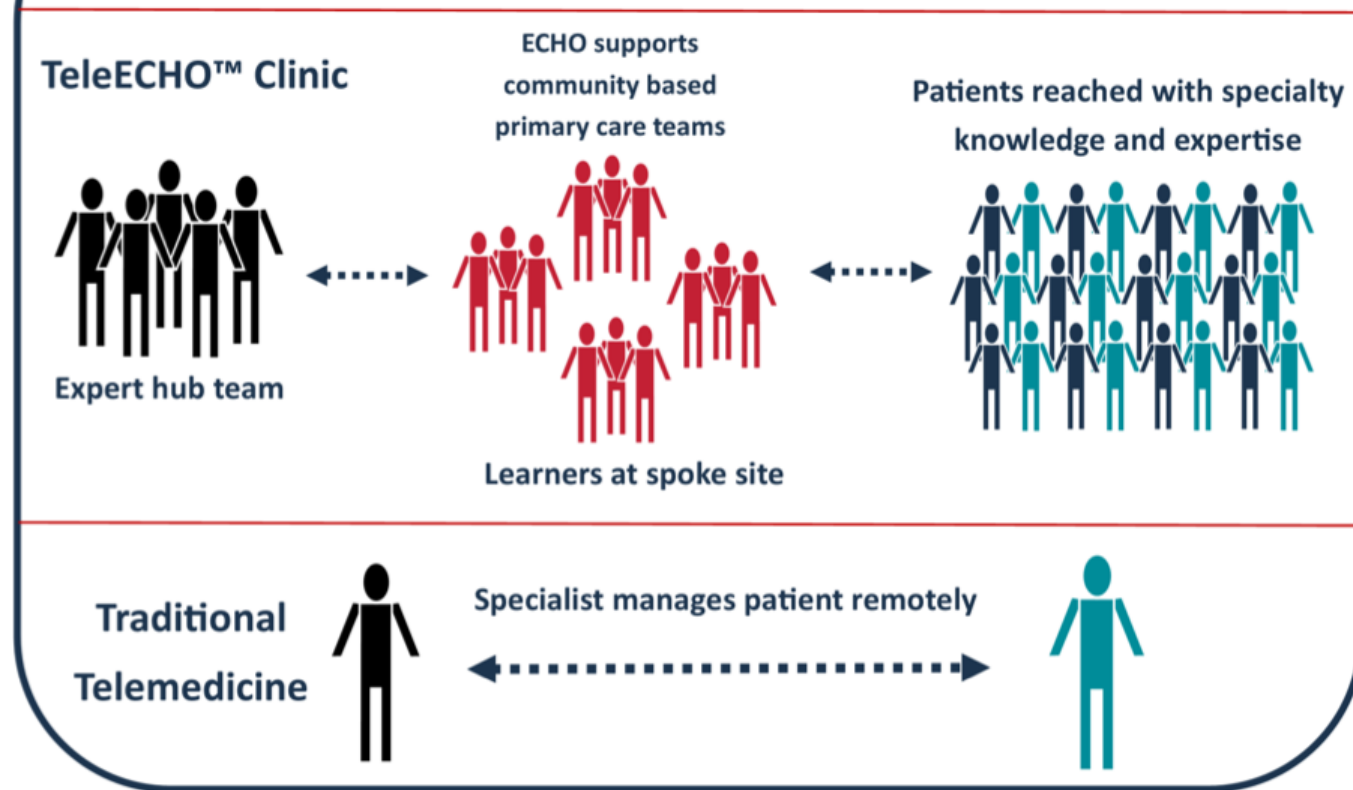 TeleECHO™ Clinic
ECHO supports
community based
primary care teams
Patients reached with specialty
knowledge and expertise
Expert hub team
Learners at spoke site
Traditional
Telemedicine
Specialist manages patient remotely